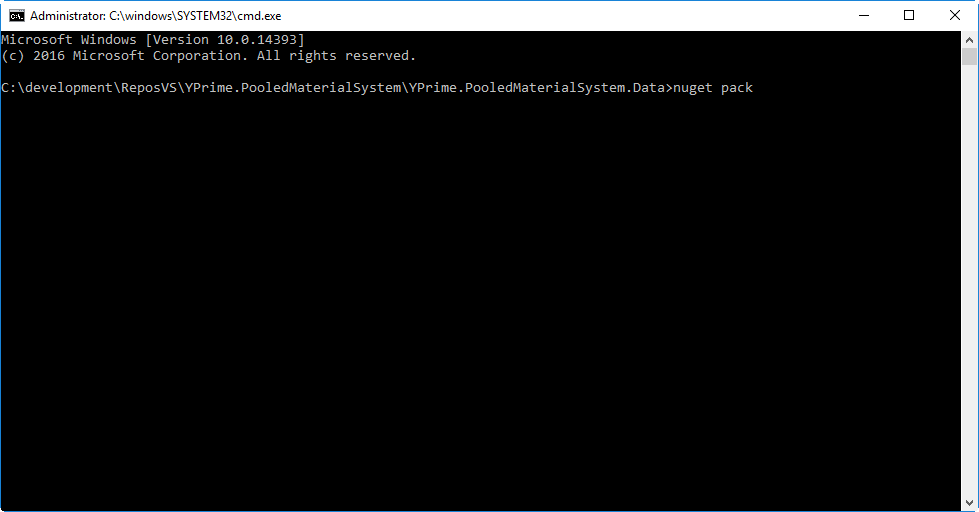 Administrator: C:\windows\SYSTEM32\cmd.exe
Microsoft Windows [Version 10.0.14393]
(c) 2016 Microsoft Corporation. All rights reserved.
C:\development\ReposVS\YPrime.PooledMaterialSystem\YPrime.PooledMaterialSystem.Data>nuget pack